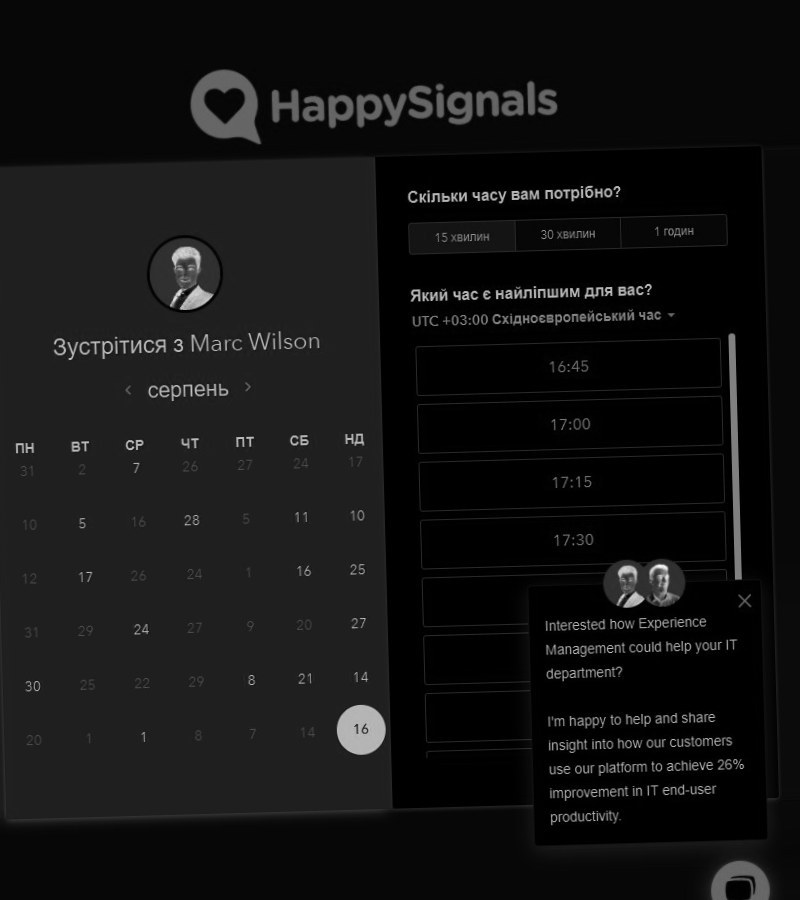 HappySignals
Зустрітися з Marc Wilson
серпень
ПН ВТ СР ЧТ ПТ СБ НД
31 2 7 26 27 24 17
10 5 16 28 5 11 10
12 17 26 24 1 16 25
31 29 24 27 9 20 27
30 25 22 29 8 21 14
20 1 1 8 7 14 16
Скільки часу вам потрібно?
15 хвилин 30 хвилин 1 годин
Який час є найліпшим для вас?
UTC +03:00 Східноєвропейський час
16:45
17:00
17:15
17:30
Interested how Experience
Management could help your IT
department?
I'm happy to help and share
insight into how our customers
use our platform to achieve 26%
improvement in IT end-user
productivity.